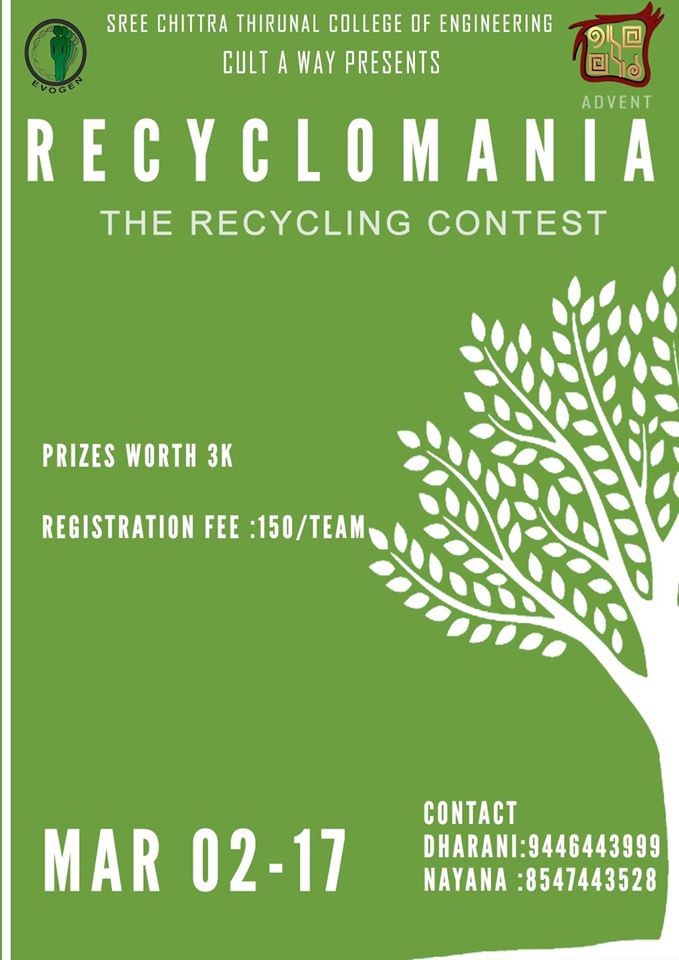 SREE CHITTRA THIRUNAL COLLEGE OF ENGINEERING
CULT A WAY PRESENTS
EVOGEN
ADVENT
RECYCLOMANIA
THE RECYCLING CONTEST
PRIZES WORTH 3K
REGISTRATION FEE :150/TEAM
MAR 02-17
CONTACT
DHARANI:9446443999
NAYANA :8547443528